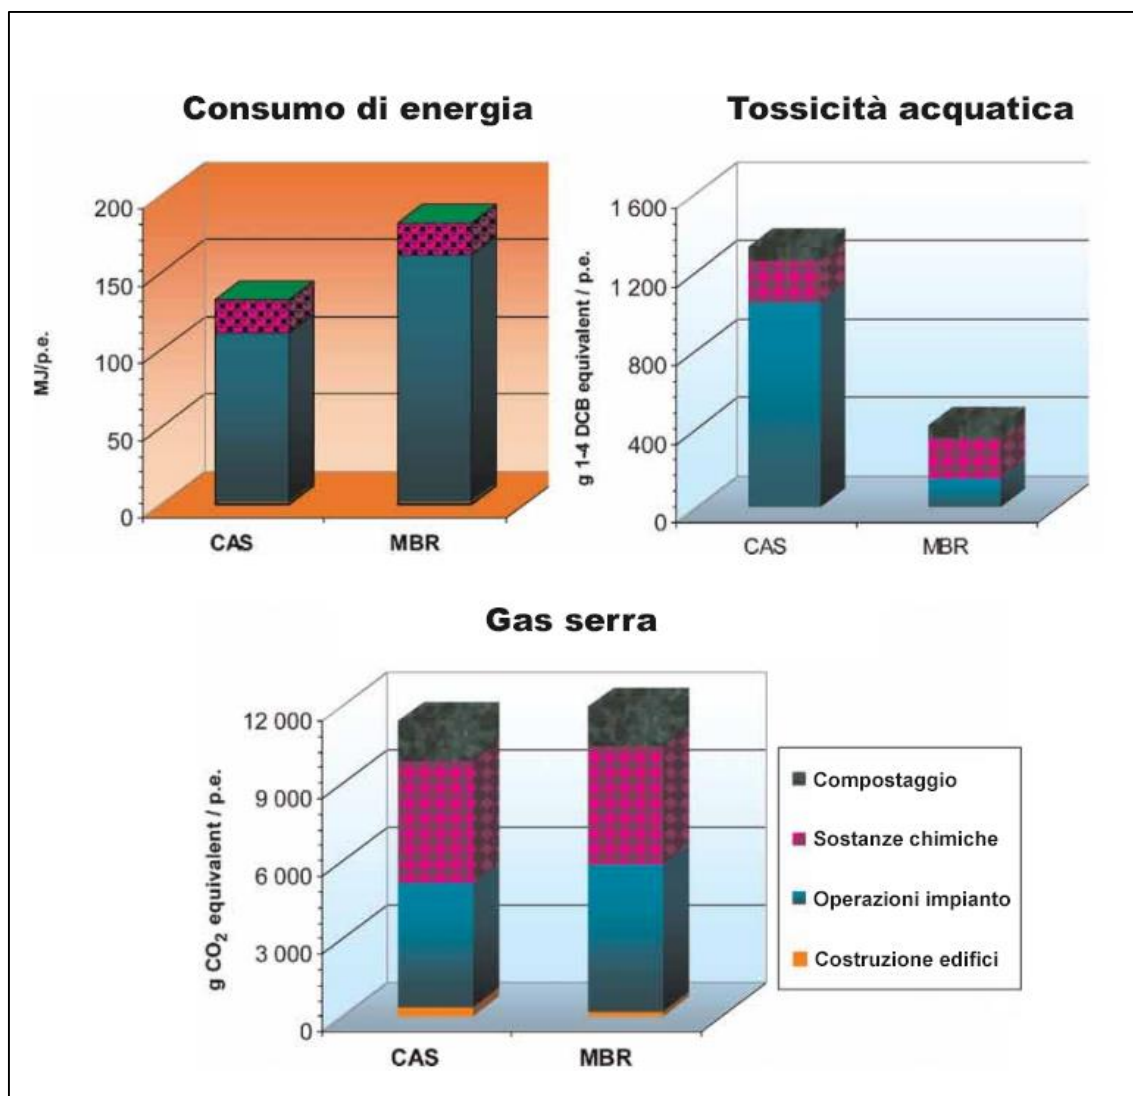 Consumo di energia
MJ/p.e.
200
150
100
50
0
CAS MBR
Tossicità acquatica
g 1-4 DCB equivalent / p.e.
1 600
1 200
800
400
0
CAS MBR
Gas serra
g CO₂ equivalent / p.e.
12 000
9 000
6 000
3 000
0
CAS MBR
Compostaggio
Sostanze chimiche
Operazioni impianto
Costruzione edifici